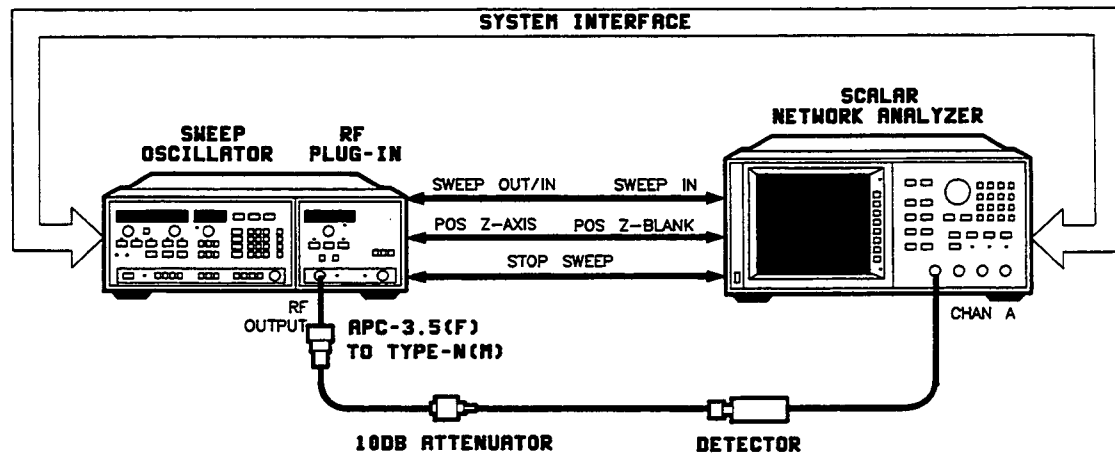 SYSTEM INTERFACE
SCALAR
NETWORK ANALYZER
SWEEP
OSCILLATOR
RF
PLUG-IN
SWEEP OUT/IN
SWEEP IN
POS Z-AXIS
POS Z-BLANK
STOP SWEEP
RF
OUTPUT
CHAN A
APC-3.5(F)
TO TYPE-N(M)
10DB ATTENUATOR
DETECTOR